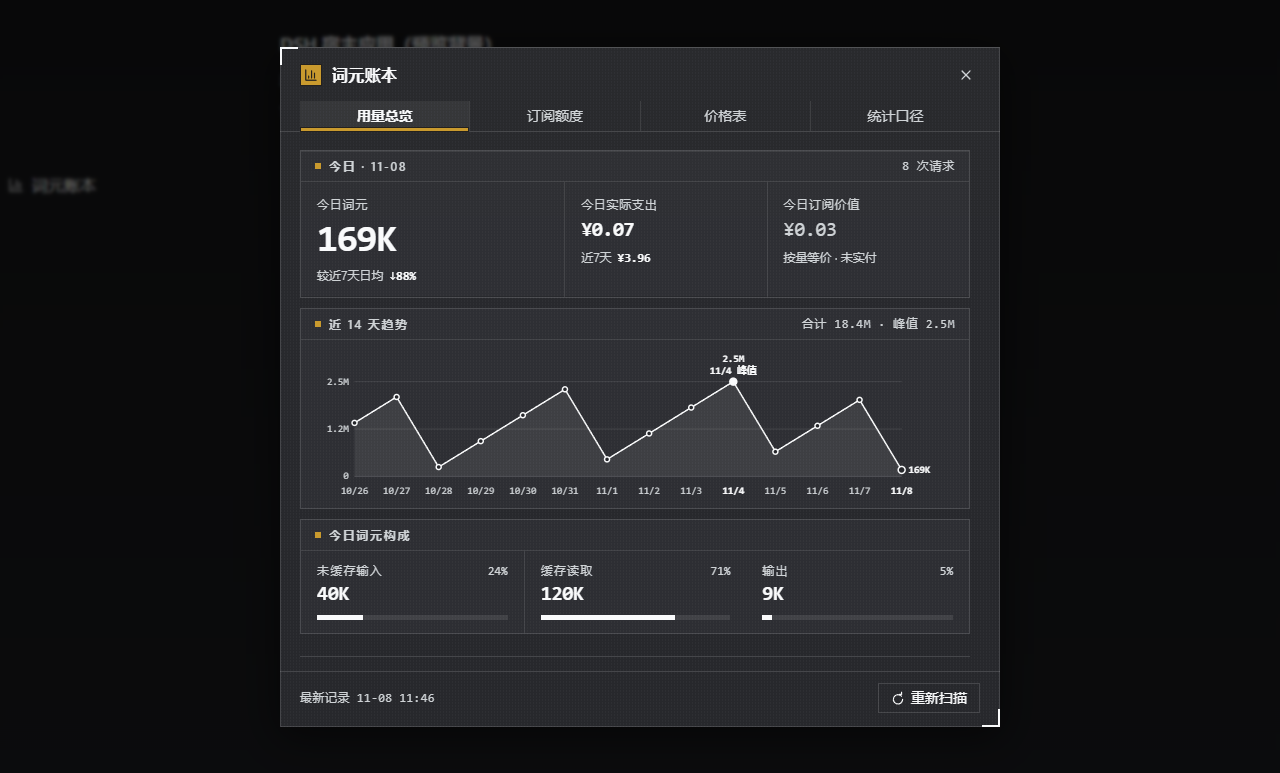 词元账本
词元账本
用量总览 订阅额度 价格表 统计口径
今日 · 11-08 8 次请求
今日词元 今日实际支出 今日订阅价值
169K ¥0.07 ¥0.03
较近7天日均 ↓88% 近7天 ¥3.96 按量等价 · 未实付
近 14 天趋势 合计 18.4M · 峰值 2.5M
2.5M
11/4 峰值
2.5M
1.2M
169K
0
10/26 10/27 10/28 10/29 10/30 10/31 11/1 11/2 11/3 11/4 11/5 11/6 11/7 11/8
今日词元构成
未缓存输入 24% 缓存读取 71% 输出 5%
40K 120K 9K
最新记录 11-08 11:46 重新扫描